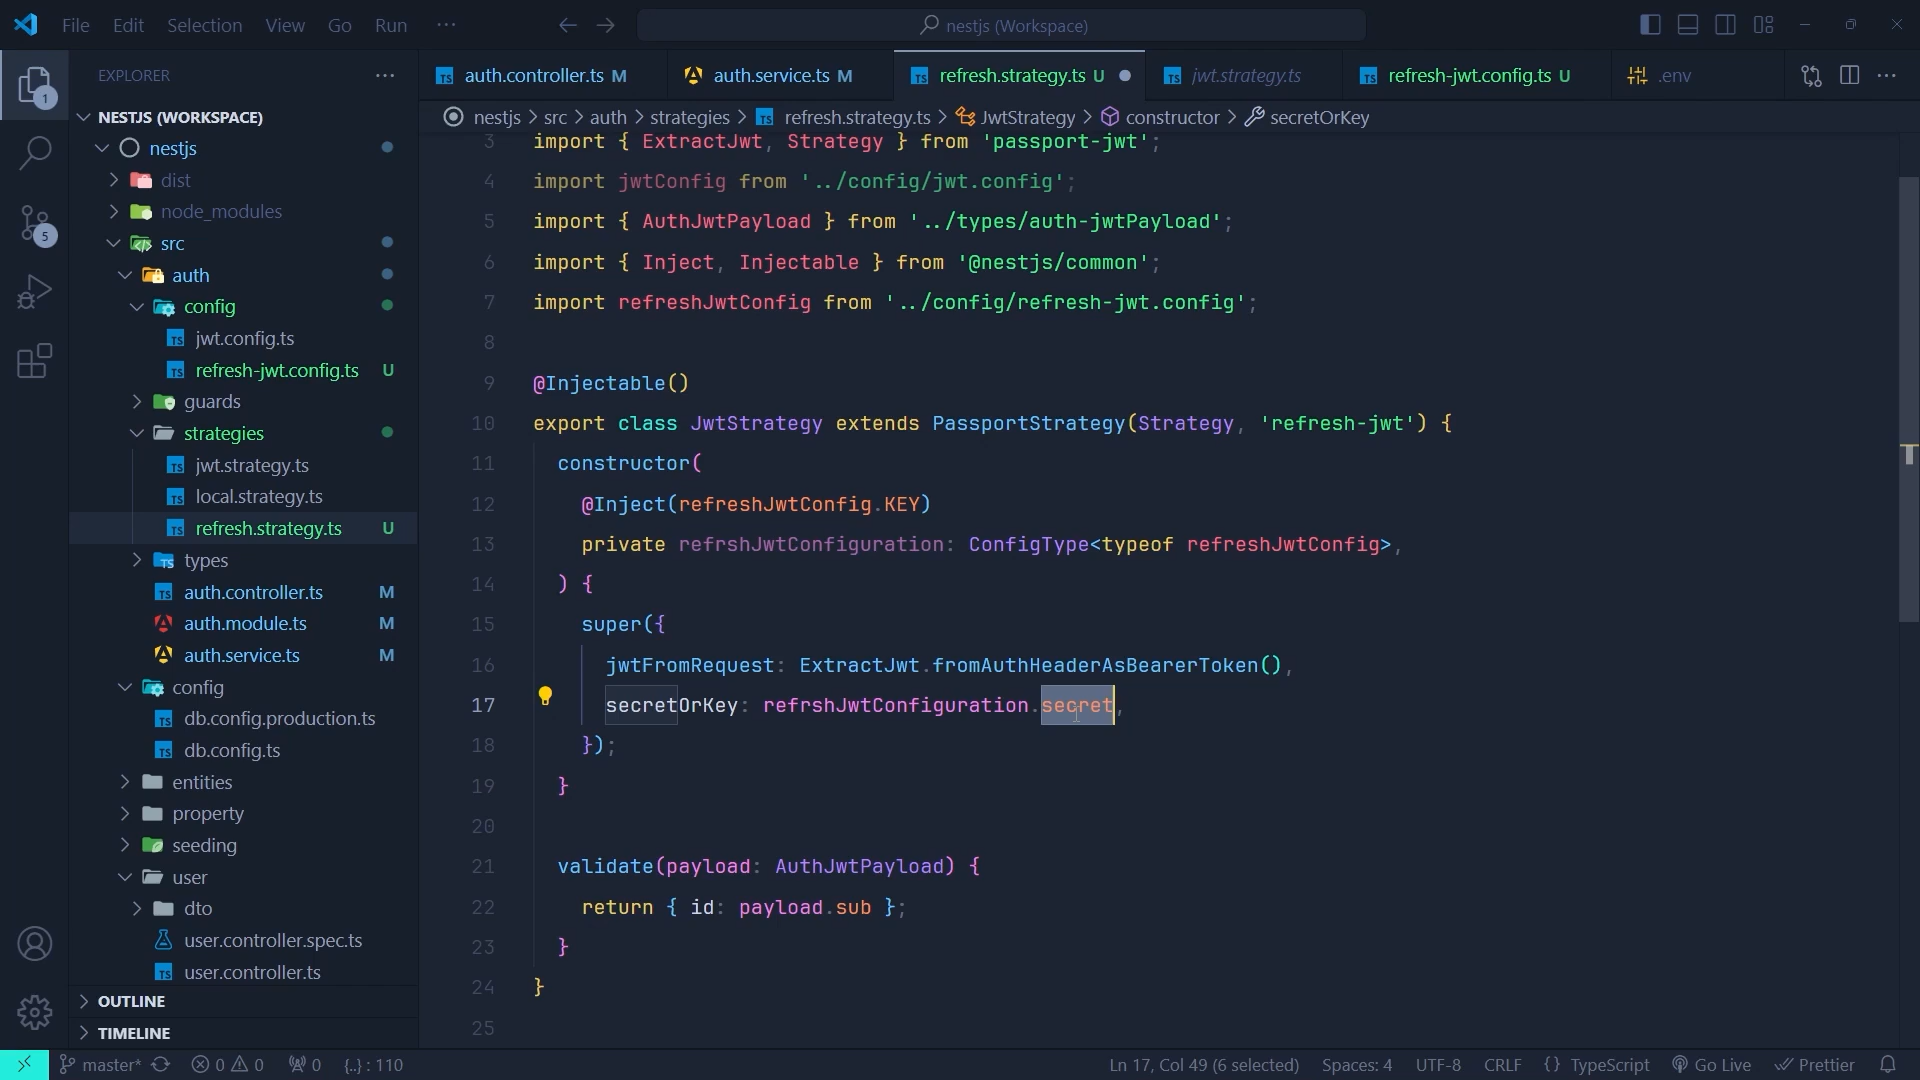 File Edit Selection View Go Run ···
nestjs (Workspace)
EXPLORER ···
NESTJS (WORKSPACE)
nestjs
dist
node_modules
src
auth
config
jwt.config.ts
refresh-jwt.config.ts U
guards
strategies
jwt.strategy.ts
local.strategy.ts
refresh.strategy.ts U
types
auth.controller.ts M
auth.module.ts M
auth.service.ts M
config
db.config.production.ts
db.config.ts
entities
property
seeding
user
dto
user.controller.spec.ts
user.controller.ts
OUTLINE
TIMELINE
1
5
auth.controller.ts M auth.service.ts M refresh.strategy.ts U jwt.strategy.ts refresh-jwt.config.ts U .env
nestjs > src > auth > strategies > refresh.strategy.ts > JwtStrategy > constructor > secretOrKey
3 import { ExtractJwt, Strategy } from 'passport-jwt';
4 import jwtConfig from '../config/jwt.config';
5 import { AuthJwtPayload } from '../types/auth-jwtPayload';
6 import { Inject, Injectable } from '@nestjs/common';
7 import refreshJwtConfig from '../config/refresh-jwt.config';
8
9 @Injectable()
10 export class JwtStrategy extends PassportStrategy(Strategy, 'refresh-jwt') {
11 constructor(
12 @Inject(refreshJwtConfig.KEY)
13 private refrshJwtConfiguration: ConfigType<typeof refreshJwtConfig>,
14 ) {
15 super({
16 jwtFromRequest: ExtractJwt.fromAuthHeaderAsBearerToken(),
17 secretOrKey: refrshJwtConfiguration.secret,
18 });
19 }
20
21 validate(payload: AuthJwtPayload) {
22 return { id: payload.sub };
23 }
24 }
25
master* 0 0 0 {..} : 110 Ln 17, Col 49 (6 selected) Spaces: 4 UTF-8 CRLF {} TypeScript Go Live Prettier